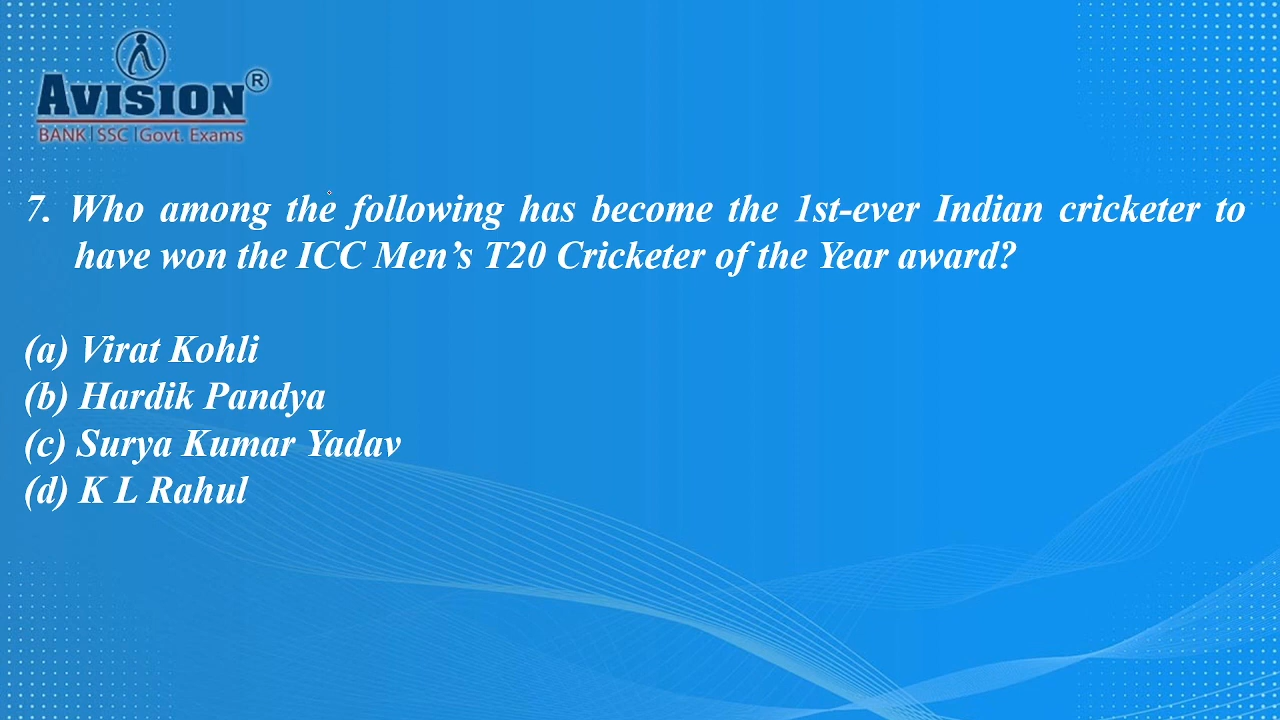 AVISION®
BANK | SSC | Govt. Exams
7. Who among the following has become the 1st-ever Indian cricketer to
have won the ICC Men’s T20 Cricketer of the Year award?
(a) Virat Kohli
(b) Hardik Pandya
(c) Surya Kumar Yadav
(d) K L Rahul